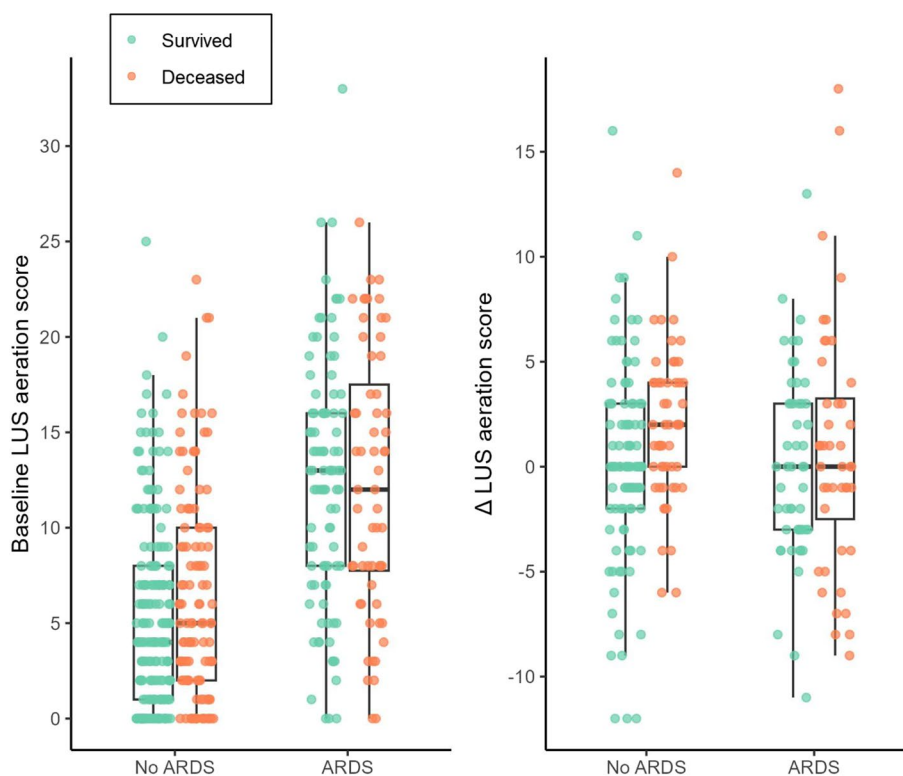 Survived
Deceased
Baseline LUS aeration score
30
25
20
15
10
5
0
No ARDS
ARDS
Δ LUS aeration score
15
10
5
0
-5
-10
No ARDS
ARDS